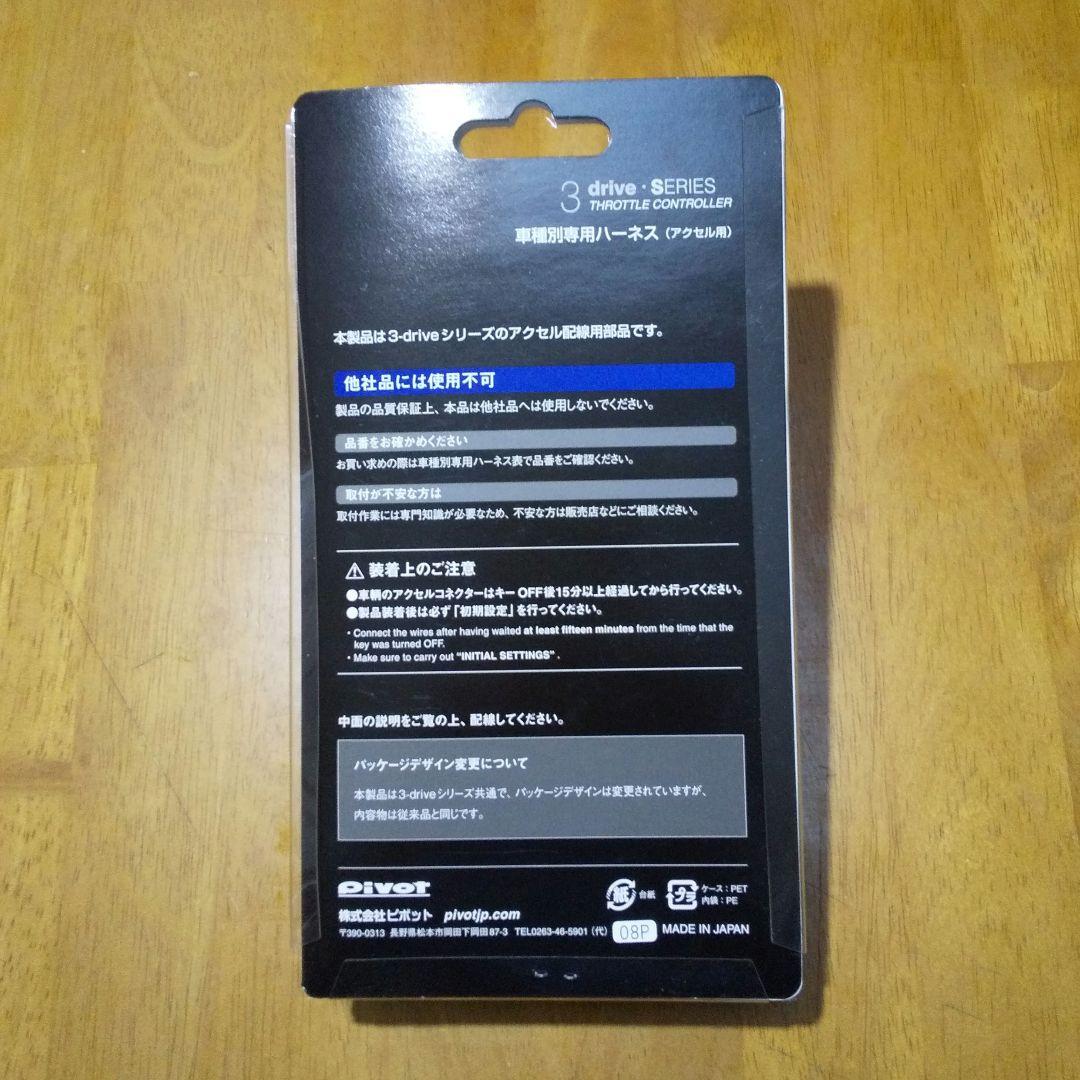 3 drive・SERIES
THROTTLE CONTROLLER
車種別専用ハーネス（アクセル用）
本製品は3-driveシリーズのアクセル配線用部品です。
他社品には使用不可
製品の品質保証上、本品は他社品へは使用しないでください。
品番をお確かめください
お買い求めの際は車種別専用ハーネス表で品番をご確認ください。
取付が不安な方は
取付作業には専門知識が必要なため、不安な方は販売店などにご相談ください。
装着上のご注意
●車輌のアクセルコネクターはキーOFF後15分以上経過してから行ってください。
●製品装着後は必ず「初期設定」を行ってください。
・Connect the wires after having waited at least fifteen minutes from the time that the
key was turned OFF.
・Make sure to carry out "INITIAL SETTINGS".
中面の説明をご覧の上、配線してください。
パッケージデザイン変更について
本製品は3-driveシリーズ共通で、パッケージデザインは変更されていますが、
内容物は従来品と同じです。
Pivot
紙 台紙
プラ ケース：PET
内袋：PE
株式会社ピボット pivotjp.com
〒390-0313 長野県松本市岡田下岡田87-3 TEL0263-46-5901（代） 08P MADE IN JAPAN